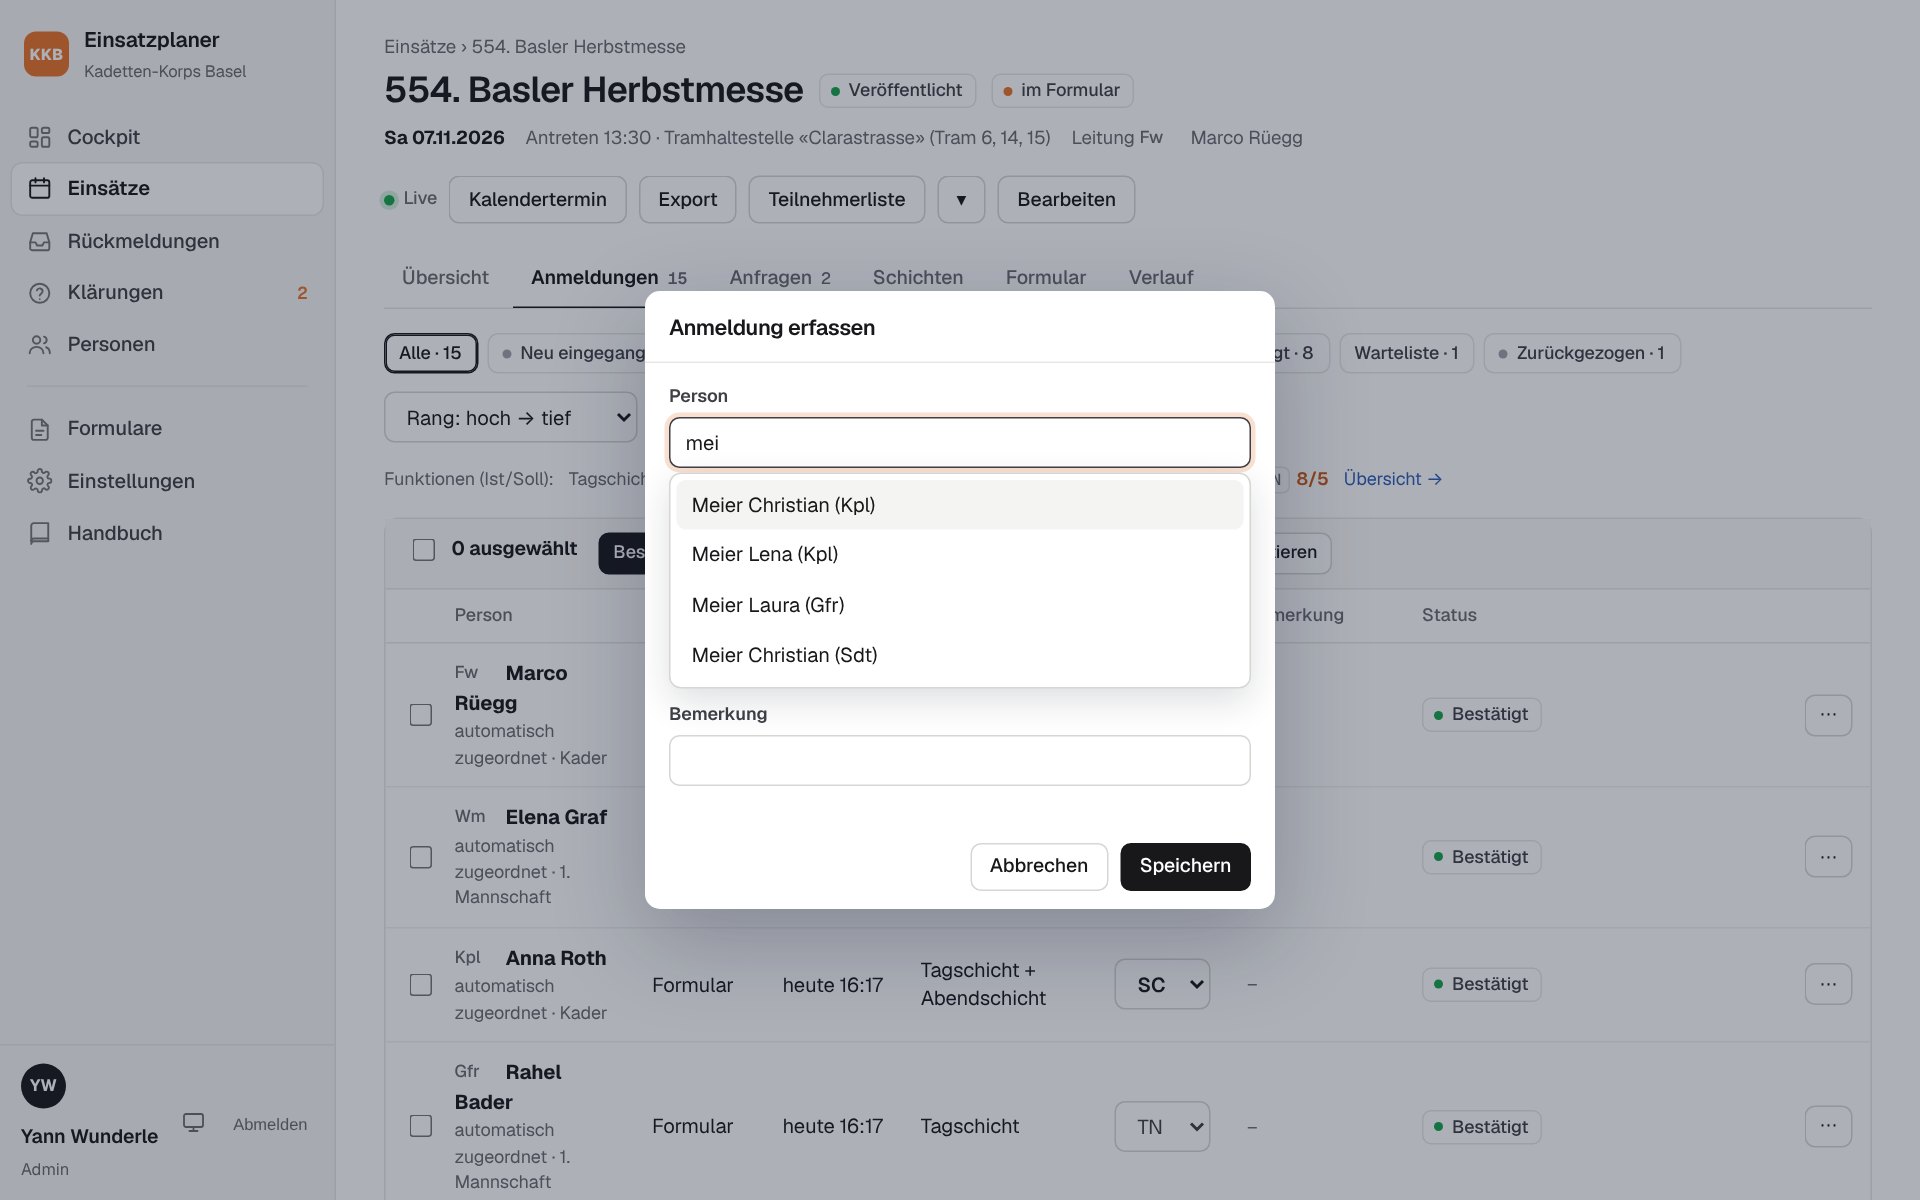 KKB
Einsatzplaner
Kadetten-Korps Basel
Cockpit
Einsätze
Rückmeldungen
Klärungen 2
Personen
Formulare
Einstellungen
Handbuch
YW
Yann Wunderle
Admin
Abmelden
Einsätze › 554. Basler Herbstmesse
554. Basler Herbstmesse Veröffentlicht im Formular
Sa 07.11.2026 Antreten 13:30 · Tramhaltestelle «Clarastrasse» (Tram 6, 14, 15) Leitung Fw Marco Rüegg
Live Kalendertermin Export Teilnehmerliste ▼ Bearbeiten
Übersicht Anmeldungen 15 Anfragen 2 Schichten Formular Verlauf
Alle · 15 Neu eingegang gt · 8 Warteliste · 1 Zurückgezogen · 1
Rang: hoch → tief
Funktionen (Ist/Soll): Tagschich N 8/5 Übersicht →
0 ausgewählt Bes ieren
Person merkung Status
Fw Marco
Rüegg
automatisch
zugeordnet · Kader
Bestätigt ···
Wm Elena Graf
automatisch
zugeordnet · 1.
Mannschaft
Bestätigt ···
Kpl Anna Roth
automatisch
zugeordnet · Kader
Formular heute 16:17 Tagschicht +
Abendschicht
SC – Bestätigt ···
Gfr Rahel
Bader
automatisch
zugeordnet · 1.
Mannschaft
Formular heute 16:17 Tagschicht TN – Bestätigt ···
Anmeldung erfassen
Person
mei
Meier Christian (Kpl)
Meier Lena (Kpl)
Meier Laura (Gfr)
Meier Christian (Sdt)
Bemerkung
Abbrechen Speichern